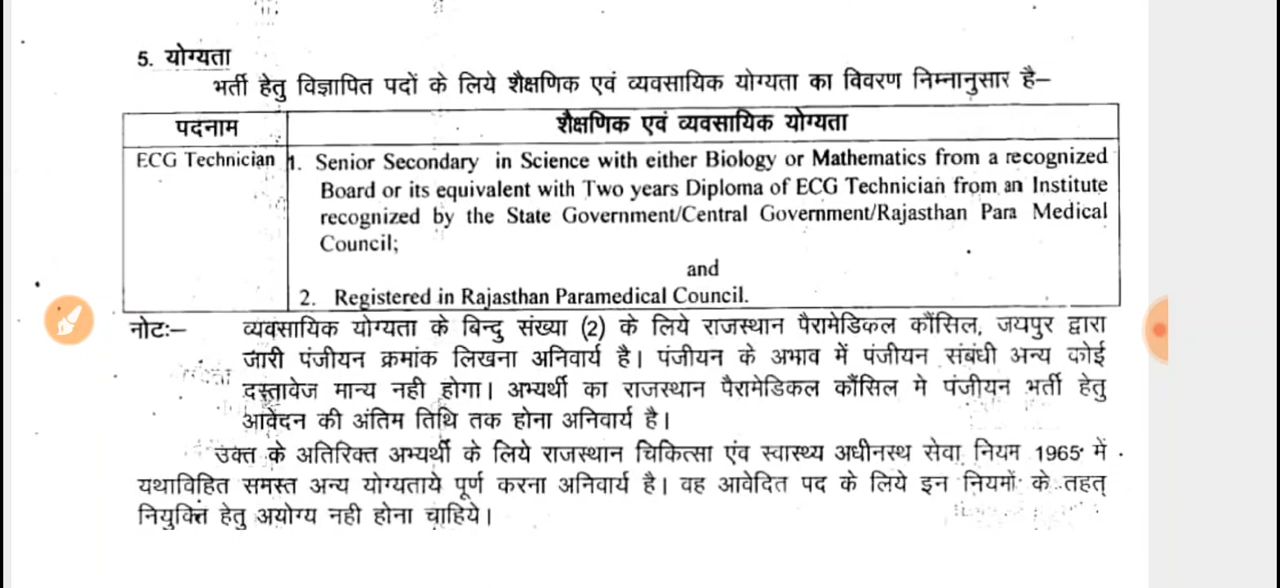 5. योग्यता
भर्ती हेतु विज्ञापित पदों के लिये शैक्षणिक एवं व्यवसायिक योग्यता का विवरण निम्नानुसार है–
पदनाम शैक्षणिक एवं व्यवसायिक योग्यता
ECG Technician 1. Senior Secondary in Science with either Biology or Mathematics from a recognized
Board or its equivalent with Two years Diploma of ECG Technician from an Institute
recognized by the State Government/Central Government/Rajasthan Para Medical
Council;
and
2. Registered in Rajasthan Paramedical Council.
नोटः– व्यवसायिक योग्यता के बिन्दु संख्या (2) के लिये राजस्थान पैरामेडिकल कौंसिल, जयपुर द्वारा
जारी पंजीयन क्रमांक लिखना अनिवार्य है। पंजीयन के अभाव में पंजीयन संबंधी अन्य कोई
दस्तावेज मान्य नही होगा। अभ्यर्थी का राजस्थान पैरामेडिकल कौंसिल मे पंजीयन भर्ती हेतु
आवेदन की अंतिम तिथि तक होना अनिवार्य है।
उक्त के अतिरिक्त अभ्यर्थी के लिये राजस्थान चिकित्सा एंव स्वास्थ्य अधीनस्थ सेवा नियम 1965 में
यथाविहित समस्त अन्य योग्यताये पूर्ण करना अनिवार्य है। वह आवेदित पद के लिये इन नियमों के तहत्
नियुक्ति हेतु अयोग्य नही होना चाहिये।